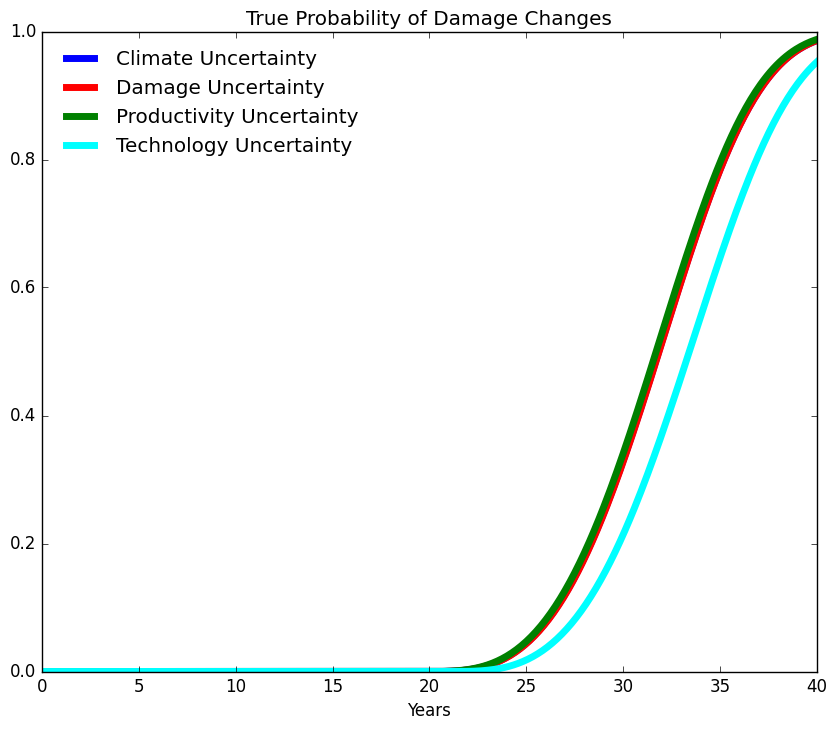 True Probability of Damage Changes
1.0
Climate Uncertainty
Damage Uncertainty
Productivity Uncertainty
Technology Uncertainty
0.8
0.6
0.4
0.2
0.0
0 5 10 15 20 25 30 35 40
Years